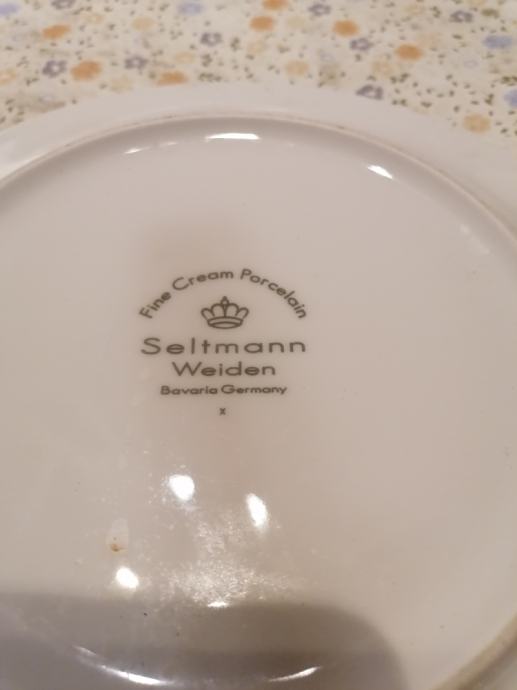 Fine Cream Porcelain
Seltmann
Weiden
Bavaria Germany
x